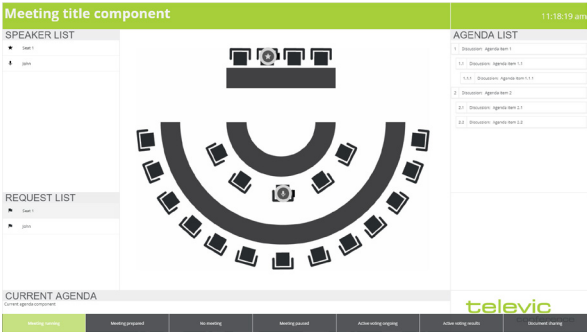 Meeting title component
11:18:19 am
SPEAKER LIST
Seat 1
John
AGENDA LIST
1 Discussion: Agenda item 1
1.1 Discussion: Agenda item 1.1
1.1.1 Discussion: Agenda item 1.1.1
2 Discussion: Agenda item 2
2.1 Discussion: Agenda item 2.1
2.2 Discussion: Agenda item 2.2
REQUEST LIST
Seat 1
John
CURRENT AGENDA
Current agenda component
televic
Meeting running
Meeting prepared
No meeting
Meeting paused
Active voting ongoing
Active voting results
Document sharing